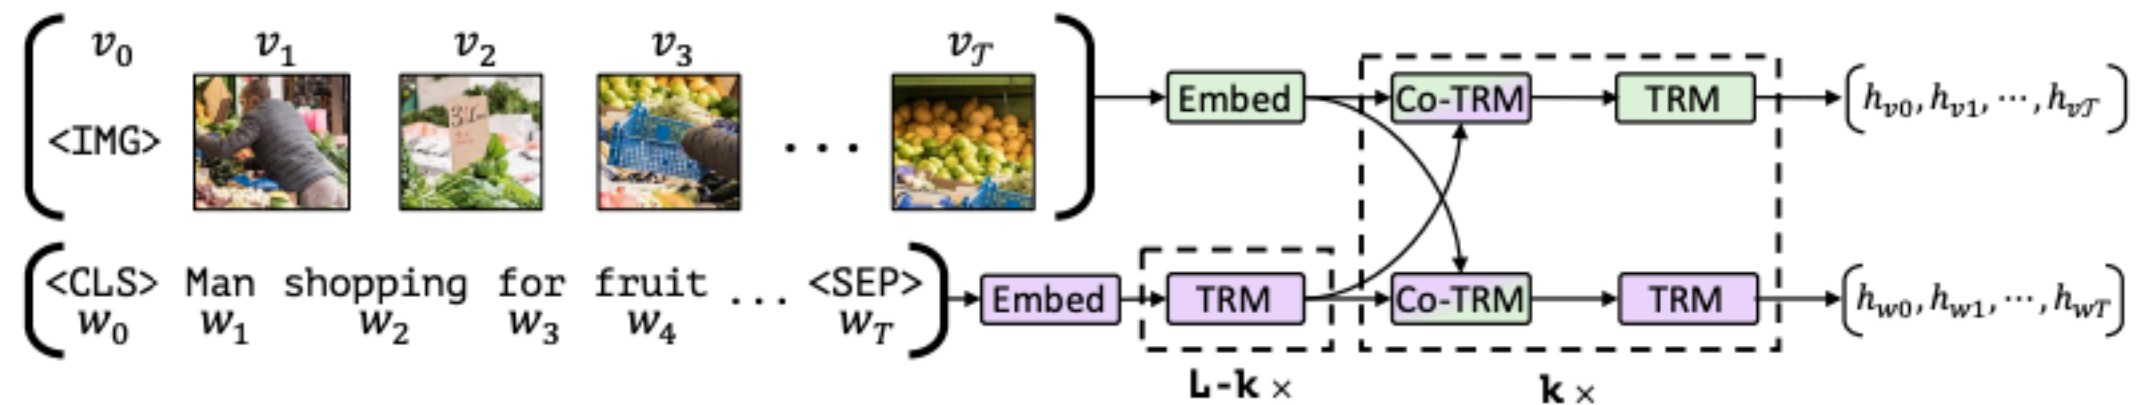 v0 v1 v2 v3 v𝒯
<IMG> ...
Embed Co-TRM TRM (hv0, hv1, ⋯, hv𝒯)
<CLS> Man shopping for fruit ... <SEP>
w0 w1 w2 w3 w4 wT
Embed TRM Co-TRM TRM (hw0, hw1, ⋯, hwT)
L-k × k ×